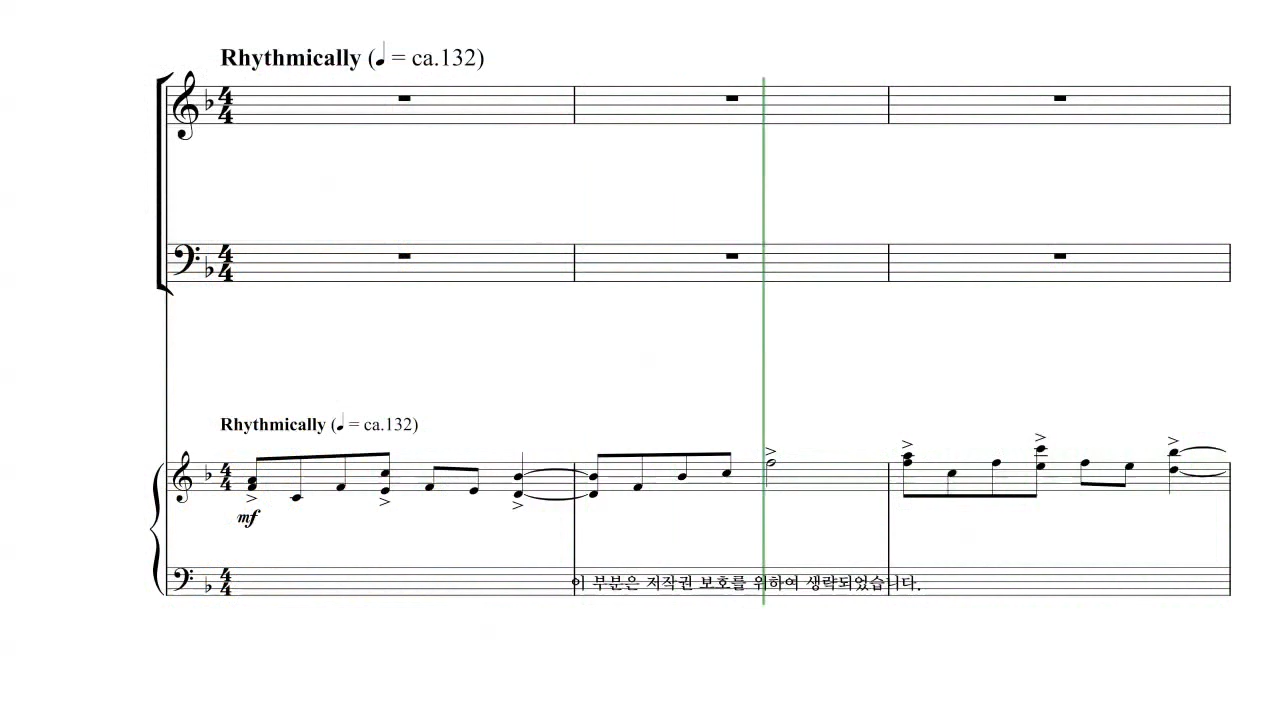 Rhythmically (♩ = ca.132)
Rhythmically (♩ = ca.132)
mf
이 부분은 저작권 보호를 위하여 생략되었습니다.